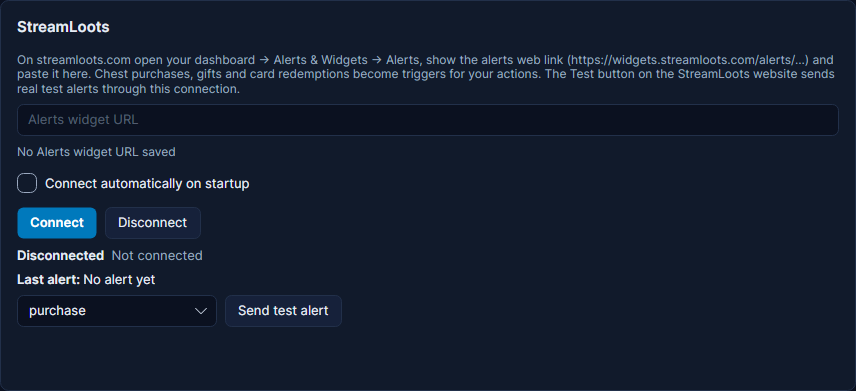 StreamLoots
On streamloots.com open your dashboard → Alerts & Widgets → Alerts, show the alerts web link (https://widgets.streamloots.com/alerts/...) and
paste it here. Chest purchases, gifts and card redemptions become triggers for your actions. The Test button on the StreamLoots website sends
real test alerts through this connection.
Alerts widget URL
No Alerts widget URL saved
Connect automatically on startup
Connect Disconnect
Disconnected Not connected
Last alert: No alert yet
purchase Send test alert